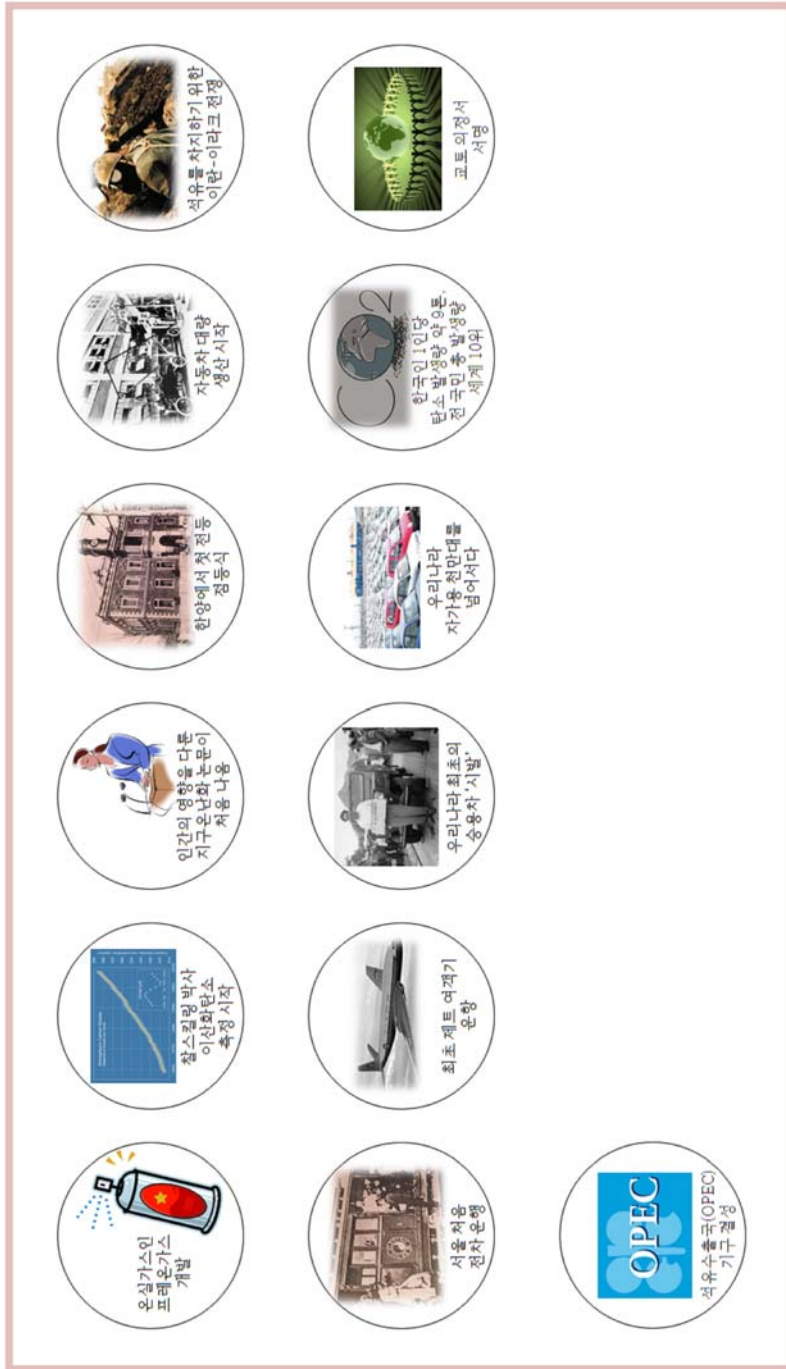 온실가스인
프레온가스
개발
찰스킬링 박사
이산화탄소
측정 시작
인간의 영향을 다룬
지구온난화 논문이
처음 나옴
한양에서 첫 전등
점등식
자동차 대량
생산 시작
석유를 차지하기 위한
이란-이라크 전쟁
서울 처음
전차 운행
최초 제트 여객기
운항
우리나라 최초의
승용차 '시발'
우리나라
자가용 천만대를
넘어서다
CO2
한국인 1인당
탄소 발생량 약 9톤,
전 국민 총 발생량
세계 10위
교토 의정서
서명
OPEC
석유수출국(OPEC)
기구 결성